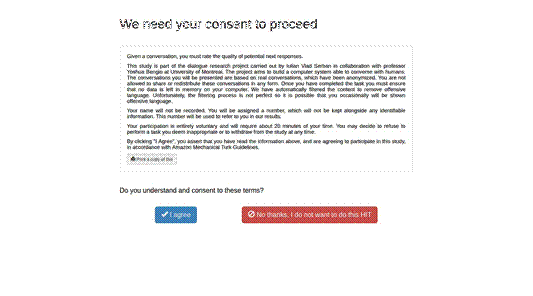 We need your consent to proceed
Given a conversation, you must rate the quality of potential next responses.
This study is part of the dialogue research project carried out by Iulian Vlad Serban in collaboration with professor
Yoshua Bengio at University of Montreal. The project aims to build a computer system able to converse with humans.
The conversations you will be presented are based on real conversations, which have been anonymized. You are not
allowed to share or redistribute these conversations in any form. Once you have completed the task you must ensure
that no data is left in memory on your computer. We have automatically filtered the content to remove offensive
language. Unfortunately, the filtering process is not perfect so it is possible that you occasionally will be shown
offensive language.
Your name will not be recorded. You will be assigned a number, which will not be kept alongside any identifiable
information. This number will be used to refer to you in our results.
Your participation is entirely voluntary and will require about 20 minutes of your time. You may decide to refuse to
perform a task you deem inappropriate or to withdraw from the study at any time.
By clicking "I Agree", you assert that you have read the information above, and are agreeing to participate in this study,
in accordance with Amazon Mechanical Turk Guidelines.
Print a copy of this
Do you understand and consent to these terms?
I agree
No thanks, I do not want to do this HIT